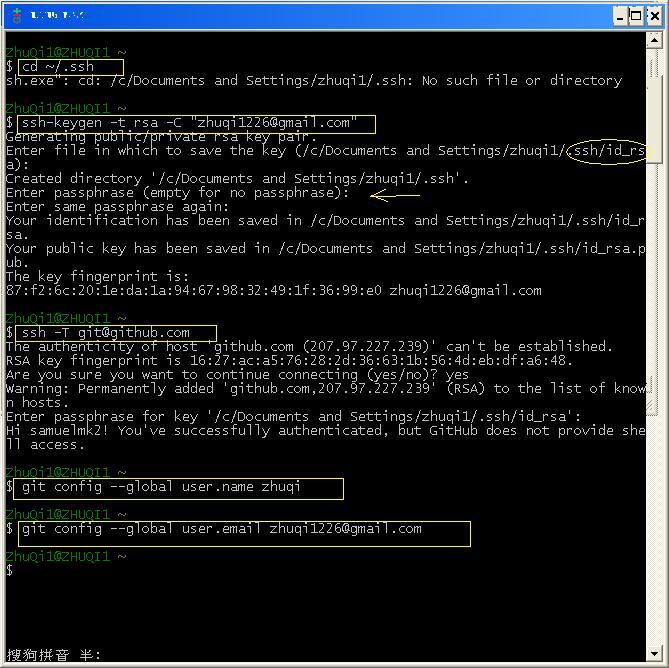 ZhuQi1@ZHUQI1 ~
$ cd ~/.ssh
sh.exe": cd: /c/Documents and Settings/zhuqi1/.ssh: No such file or directory
ZhuQi1@ZHUQI1 ~
$ ssh-keygen -t rsa -C "zhuqi1226@gmail.com"
Generating public/private rsa key pair.
Enter file in which to save the key (/c/Documents and Settings/zhuqi1/.ssh/id_rs
a):
Created directory '/c/Documents and Settings/zhuqi1/.ssh'.
Enter passphrase (empty for no passphrase):
Enter same passphrase again:
Your identification has been saved in /c/Documents and Settings/zhuqi1/.ssh/id_r
sa.
Your public key has been saved in /c/Documents and Settings/zhuqi1/.ssh/id_rsa.p
ub.
The key fingerprint is:
87:f2:6c:20:1e:da:1a:94:67:98:32:49:1f:36:99:e0 zhuqi1226@gmail.com
ZhuQi1@ZHUQI1 ~
$ ssh -T git@github.com
The authenticity of host 'github.com (207.97.227.239)' can't be established.
RSA key fingerprint is 16:27:ac:a5:76:28:2d:36:63:1b:56:4d:eb:df:a6:48.
Are you sure you want to continue connecting (yes/no)? yes
Warning: Permanently added 'github.com,207.97.227.239' (RSA) to the list of know
n hosts.
Enter passphrase for key '/c/Documents and Settings/zhuqi1/.ssh/id_rsa':
Hi samuelmk2! You've successfully authenticated, but GitHub does not provide she
ll access.
ZhuQi1@ZHUQI1 ~
$ git config --global user.name zhuqi
ZhuQi1@ZHUQI1 ~
$ git config --global user.email zhuqi1226@gmail.com
ZhuQi1@ZHUQI1 ~
$
搜狗拼音 半: